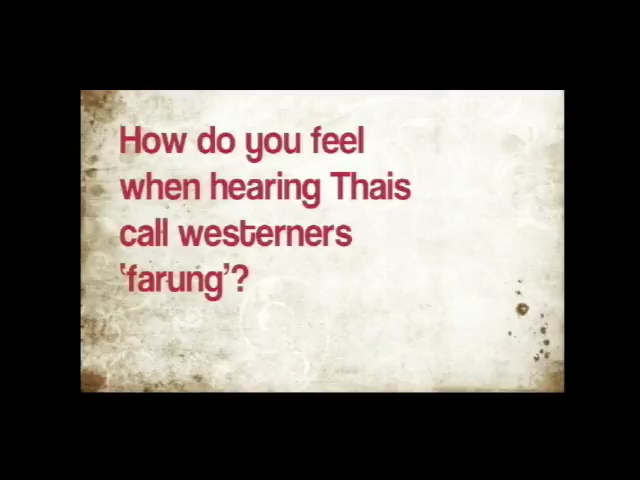 How do you feel
when hearing Thais
call westerners
'farung'?